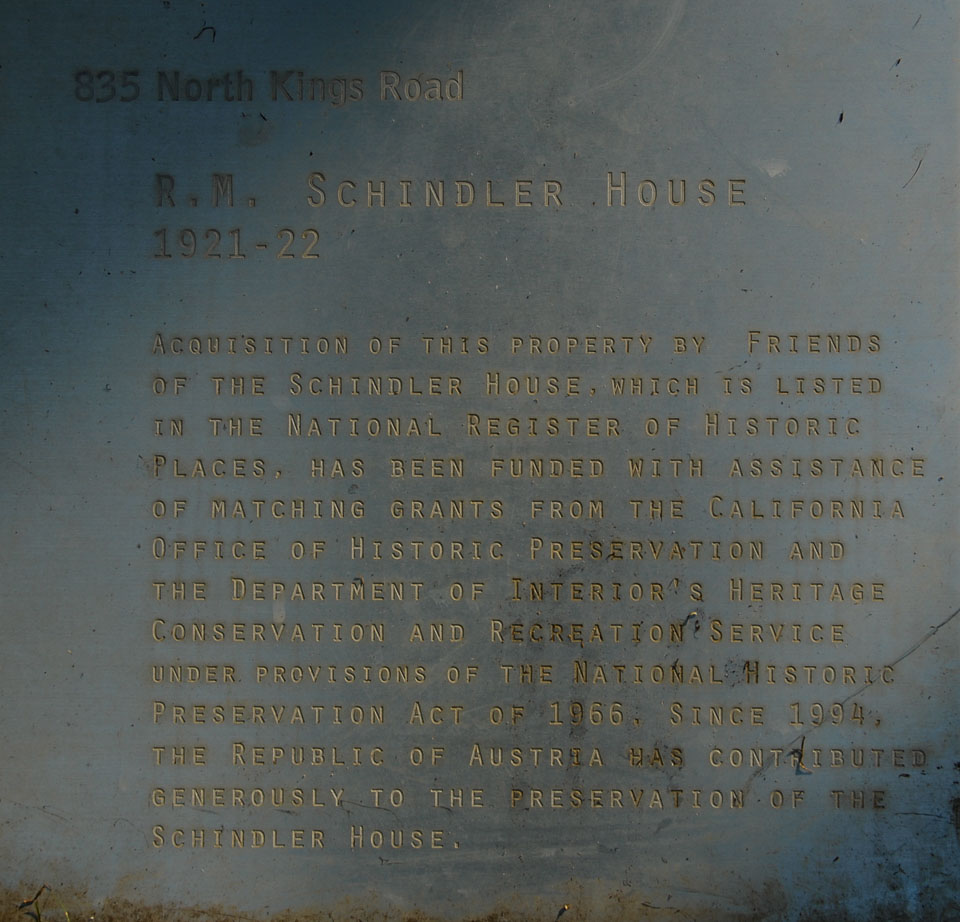 835 North Kings Road
R.M. SCHINDLER HOUSE
1921-22
ACQUISITION OF THIS PROPERTY BY FRIENDS
OF THE SCHINDLER HOUSE, WHICH IS LISTED
IN THE NATIONAL REGISTER OF HISTORIC
PLACES, HAS BEEN FUNDED WITH ASSISTANCE
OF MATCHING GRANTS FROM THE CALIFORNIA
OFFICE OF HISTORIC PRESERVATION AND
THE DEPARTMENT OF INTERIOR'S HERITAGE
CONSERVATION AND RECREATION SERVICE
UNDER PROVISIONS OF THE NATIONAL HISTORIC
PRESERVATION ACT OF 1966. SINCE 1994,
THE REPUBLIC OF AUSTRIA HAS CONTRIBUTED
GENEROUSLY TO THE PRESERVATION OF THE
SCHINDLER HOUSE.